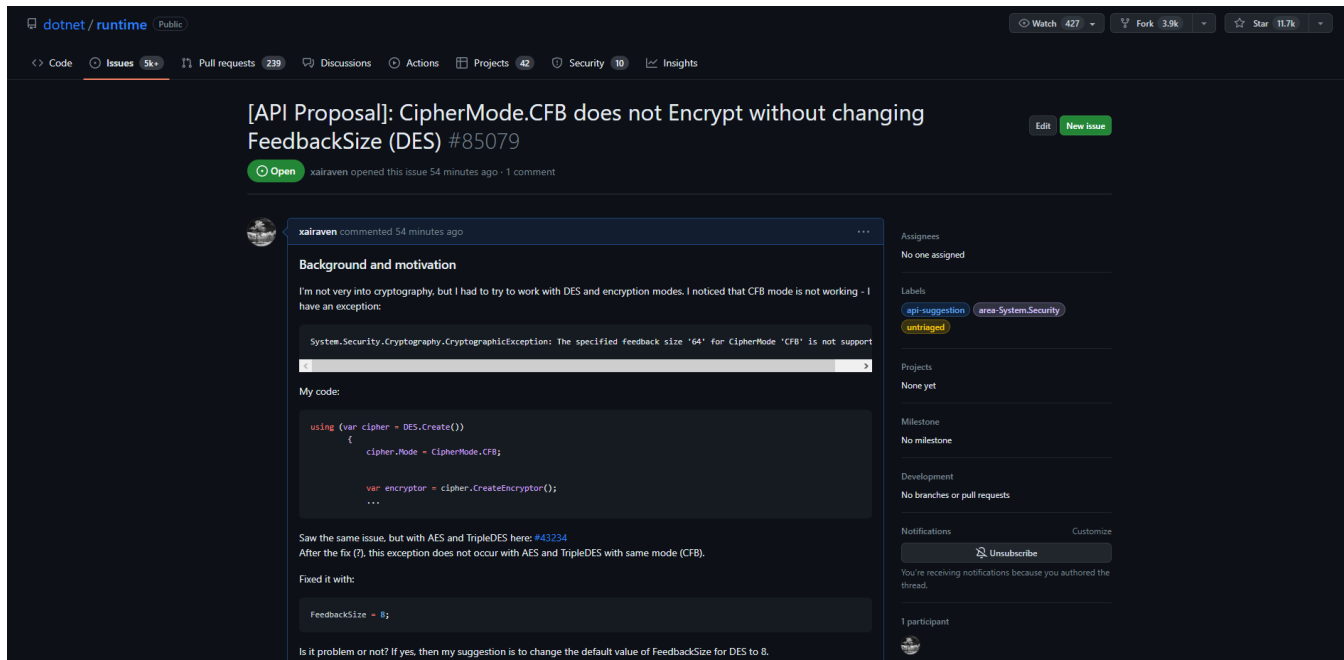 dotnet / runtime Public
Watch 427 Fork 3.9k Star 11.7k
Code Issues 5k+ Pull requests 239 Discussions Actions Projects 42 Security 10 Insights
[API Proposal]: CipherMode.CFB does not Encrypt without changing
FeedbackSize (DES) #85079
Edit New issue
Open xairaven opened this issue 54 minutes ago · 1 comment
xairaven commented 54 minutes ago ...
Background and motivation
I'm not very into cryptography, but I had to try to work with DES and encryption modes. I noticed that CFB mode is not working - I
have an exception:
System.Security.Cryptography.CryptographicException: The specified feedback size '64' for CipherMode 'CFB' is not support
My code:
using (var cipher = DES.Create())
{
cipher.Mode = CipherMode.CFB;
var encryptor = cipher.CreateEncryptor();
...
Saw the same issue, but with AES and TripleDES here: #43234
After the fix (?), this exception does not occur with AES and TripleDES with same mode (CFB).
Fixed it with:
FeedbackSize = 8;
Is it problem or not? If yes, then my suggestion is to change the default value of FeedbackSize for DES to 8.
Assignees
No one assigned
Labels
api-suggestion area-System.Security
untriaged
Projects
None yet
Milestone
No milestone
Development
No branches or pull requests
Notifications Customize
Unsubscribe
You're receiving notifications because you authored the
thread.
1 participant